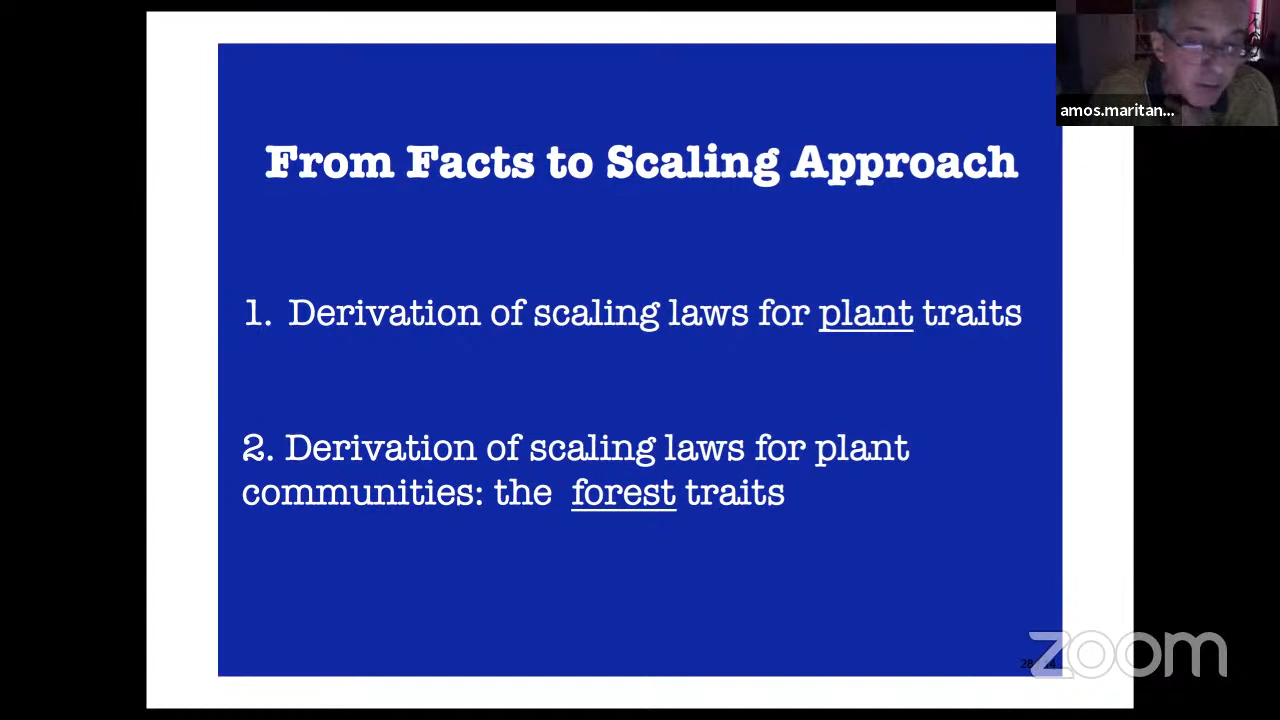 amos.maritan...
From Facts to Scaling Approach
1. Derivation of scaling laws for plant traits
2. Derivation of scaling laws for plant
communities: the forest traits
zoom